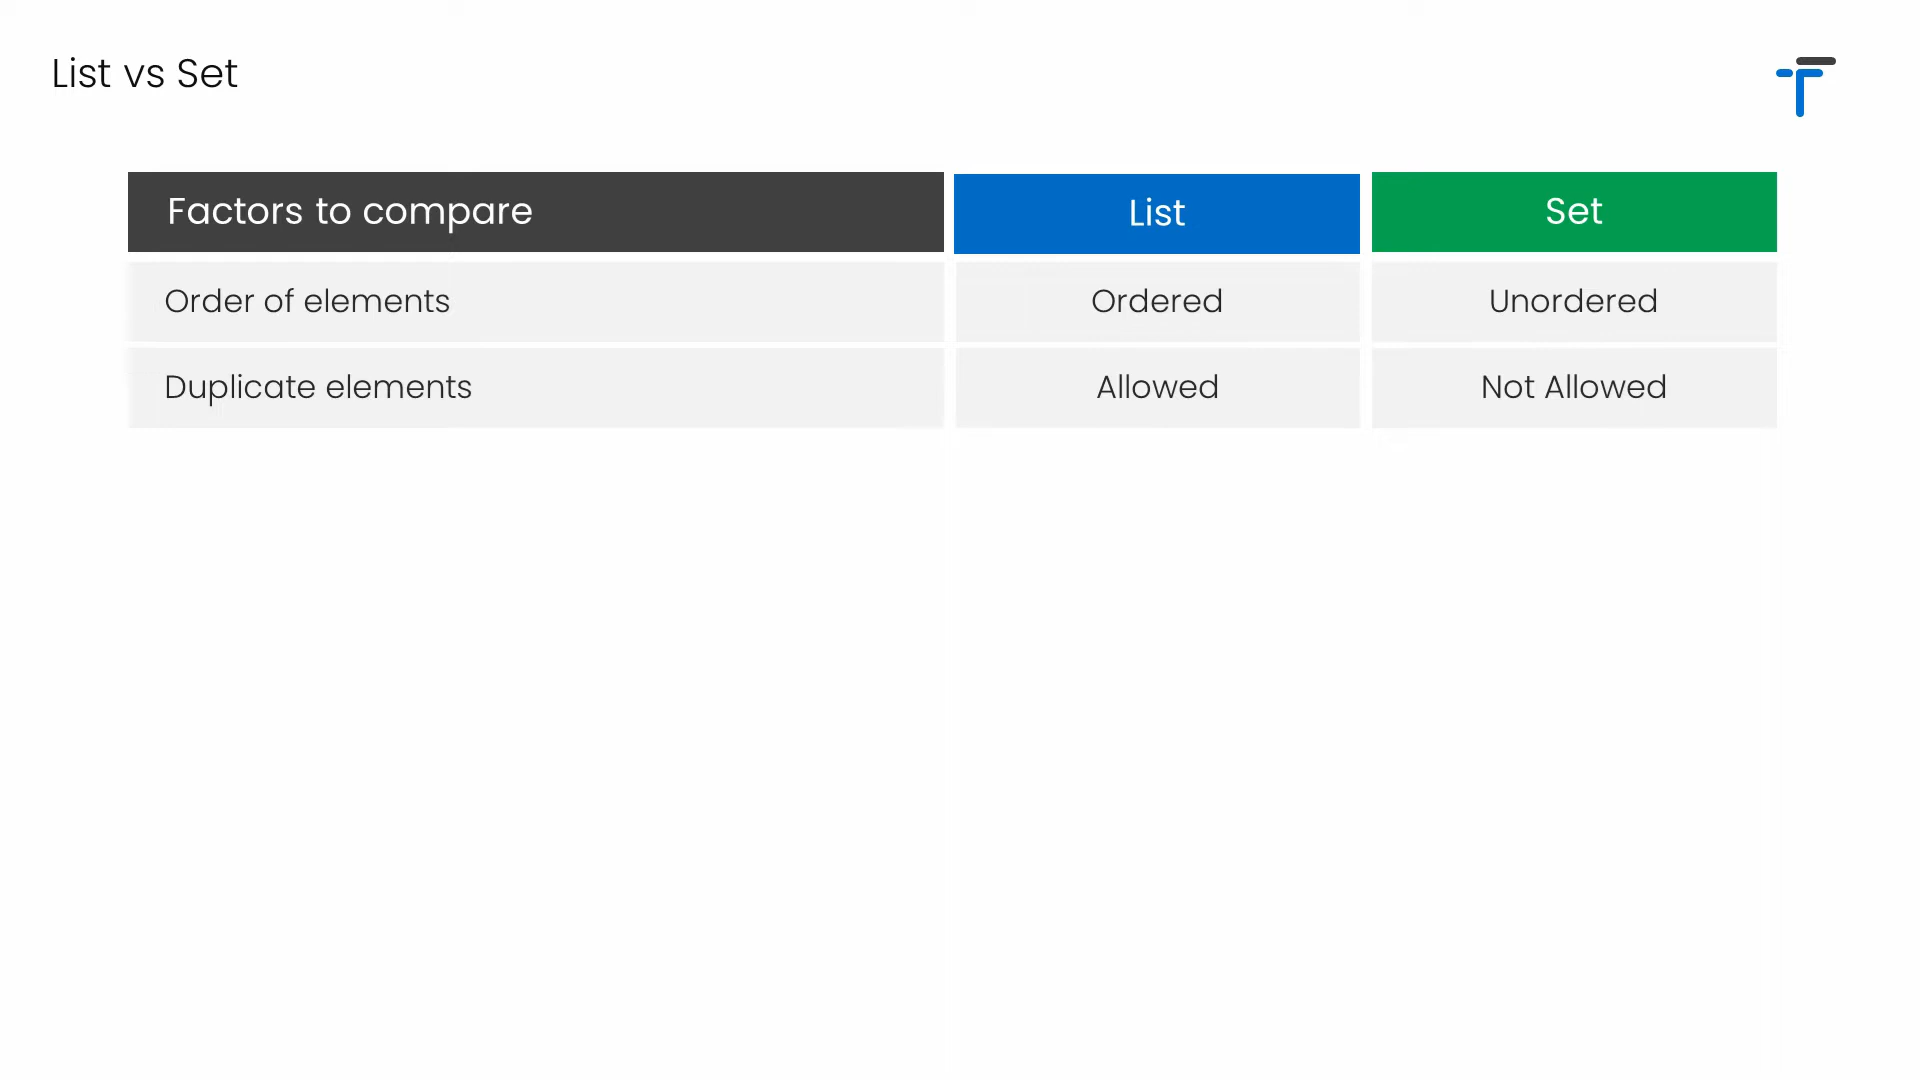 List vs Set
Factors to compare List Set
Order of elements Ordered Unordered
Duplicate elements Allowed Not Allowed